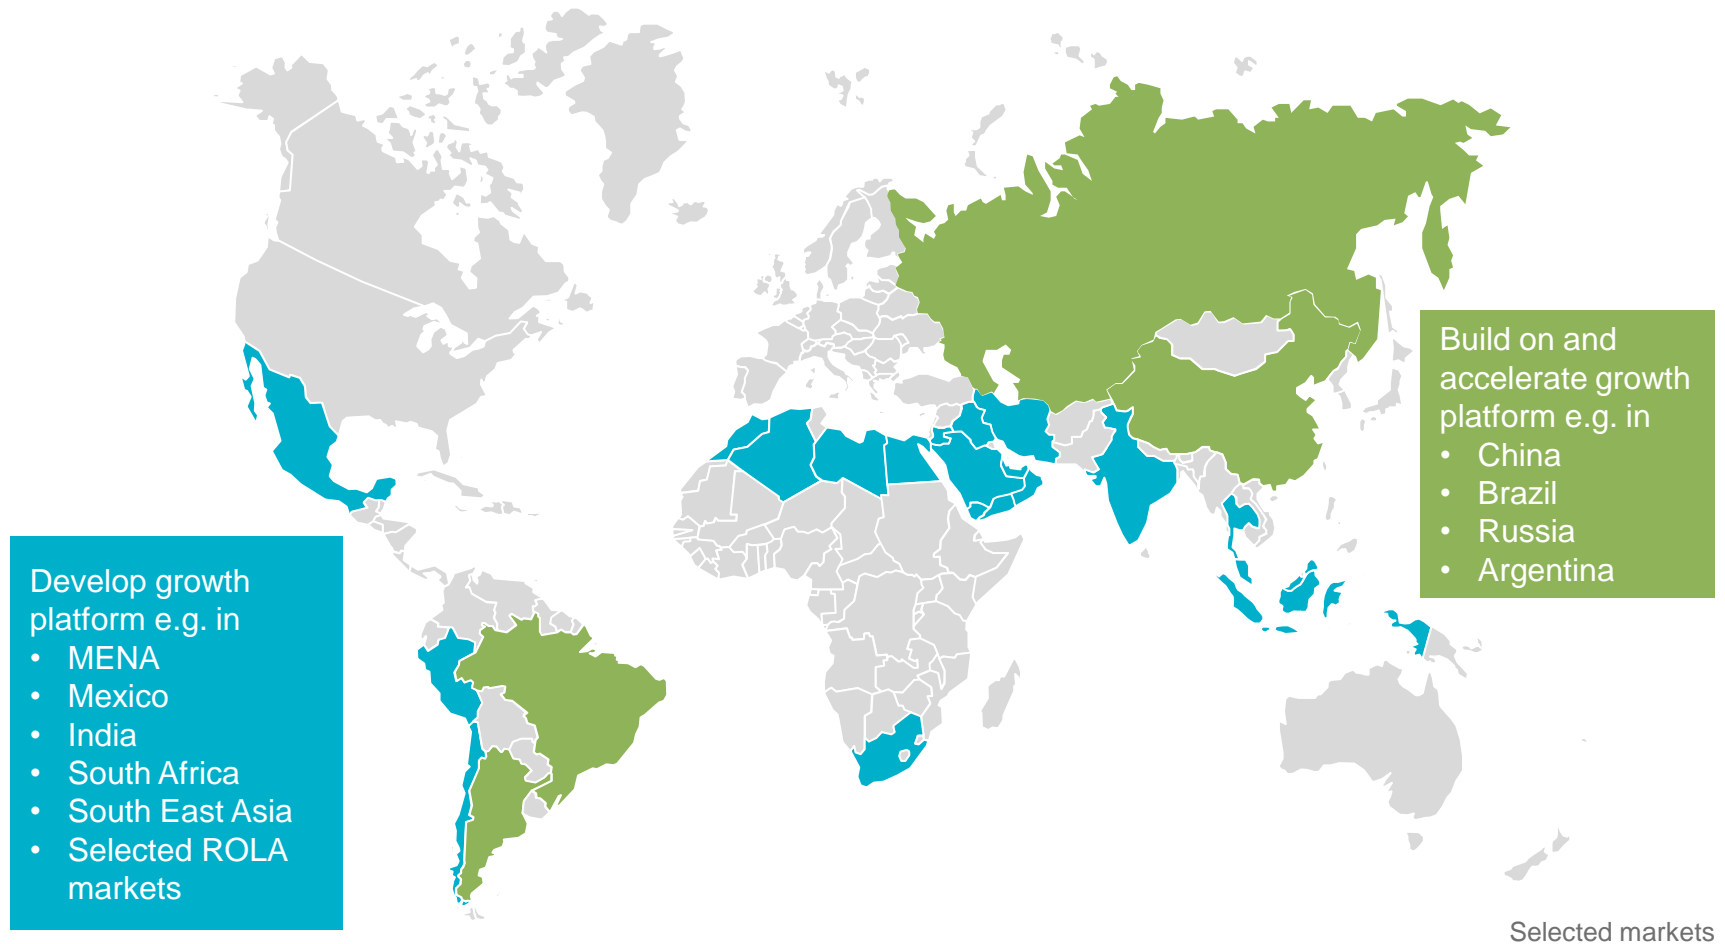 Build on and
accelerate growth
platform e.g. in
• China
• Brazil
• Russia
• Argentina
Develop growth
platform e.g. in
• MENA
• Mexico
• India
• South Africa
• South East Asia
• Selected ROLA
markets
Selected markets